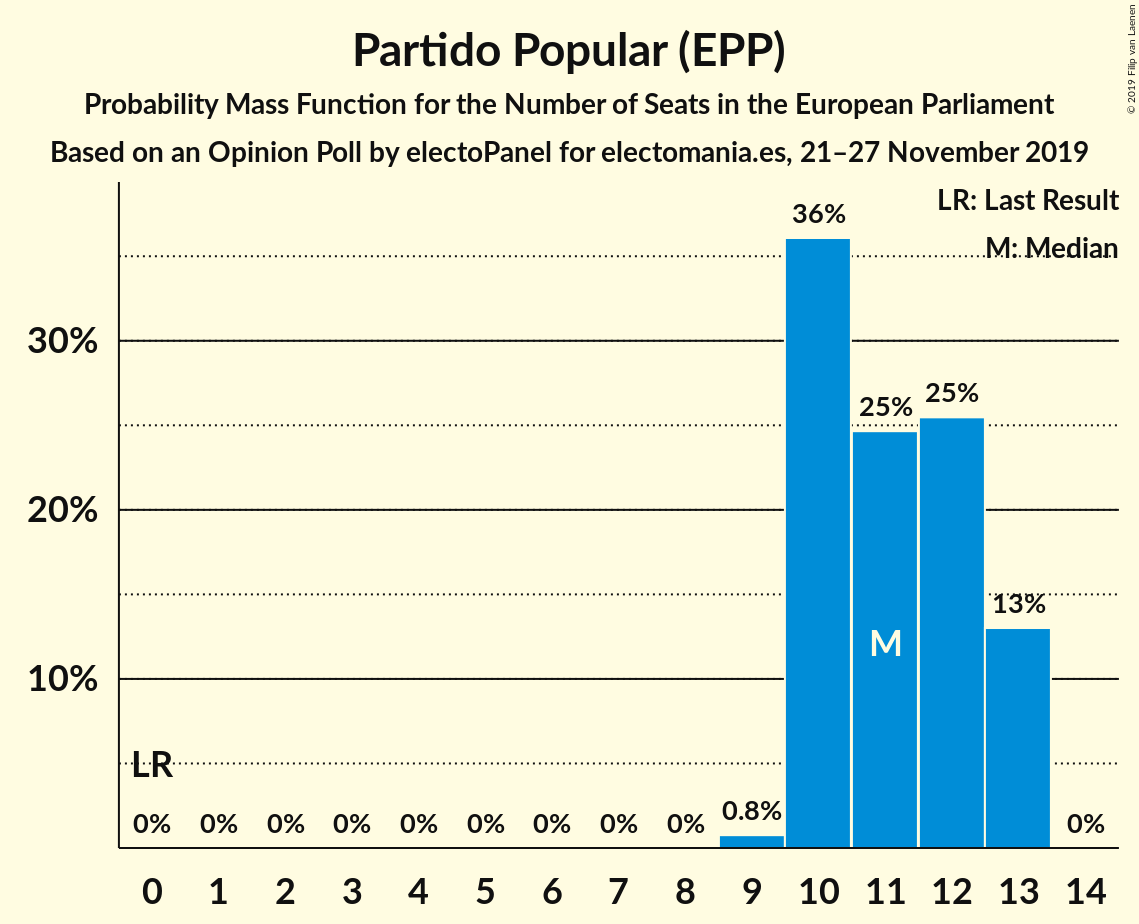 Partido Popular (EPP)
Probability Mass Function for the Number of Seats in the European Parliament
Based on an Opinion Poll by electoPanel for electomania.es, 21–27 November 2019
© 2019 Filip van Laenen
LR: Last Result
M: Median
36%
30%
25%
25%
20%
13%
M
10%
LR
0% 0% 0% 0% 0% 0% 0% 0% 0% 0.8% 0%
0 1 2 3 4 5 6 7 8 9 10 11 12 13 14